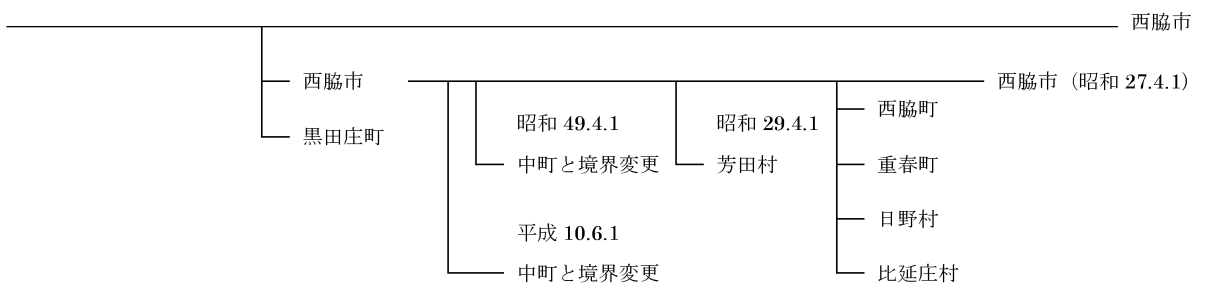 西脇市
西脇市
西脇市（昭和 27.4.1）
西脇町
昭和 49.4.1
昭和 29.4.1
黒田庄町
中町と境界変更
芳田村
重春町
日野村
平成 10.6.1
中町と境界変更
比延庄村